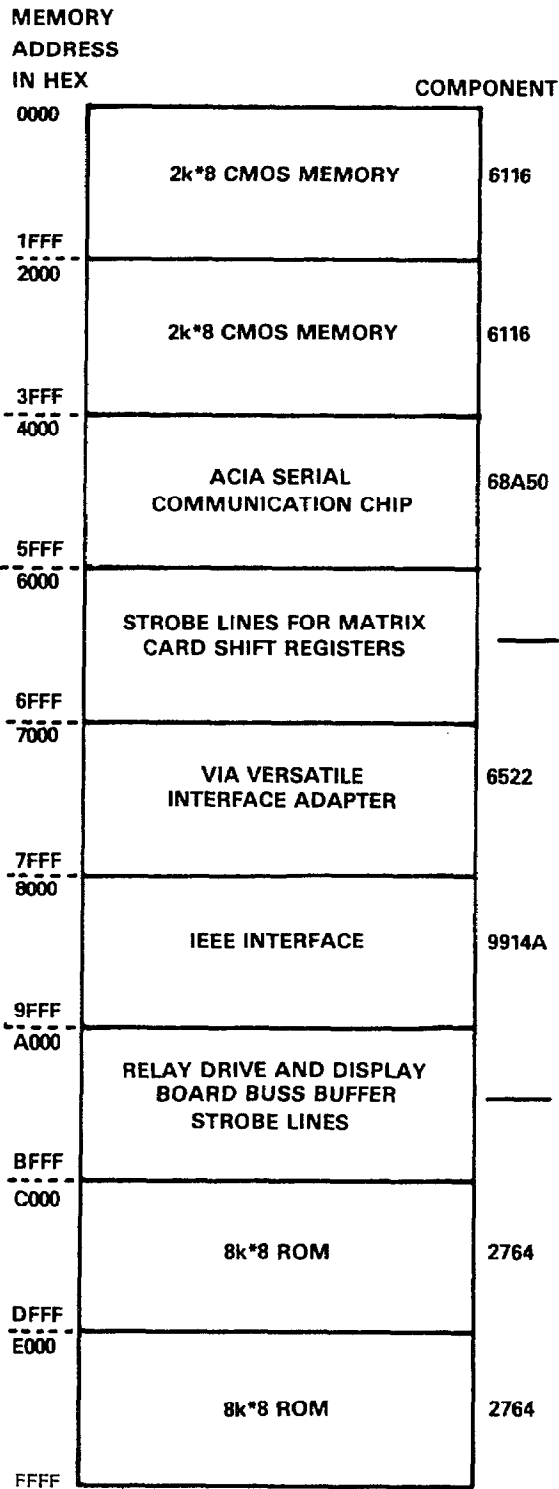 MEMORY
ADDRESS
IN HEX
COMPONENT
0000
2k*8 CMOS MEMORY
6116
1FFF
2000
2k*8 CMOS MEMORY
6116
3FFF
4000
ACIA SERIAL
COMMUNICATION CHIP
68A50
5FFF
6000
STROBE LINES FOR MATRIX
CARD SHIFT REGISTERS
6FFF
7000
VIA VERSATILE
INTERFACE ADAPTER
6522
7FFF
8000
IEEE INTERFACE
9914A
9FFF
A000
RELAY DRIVE AND DISPLAY
BOARD BUSS BUFFER
STROBE LINES
BFFF
C000
8k*8 ROM
2764
DFFF
E000
8k*8 ROM
2764
FFFF